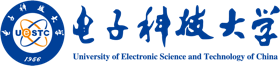 电子科技大学
UESTC
1956
University of Electronic Science and Technology of China